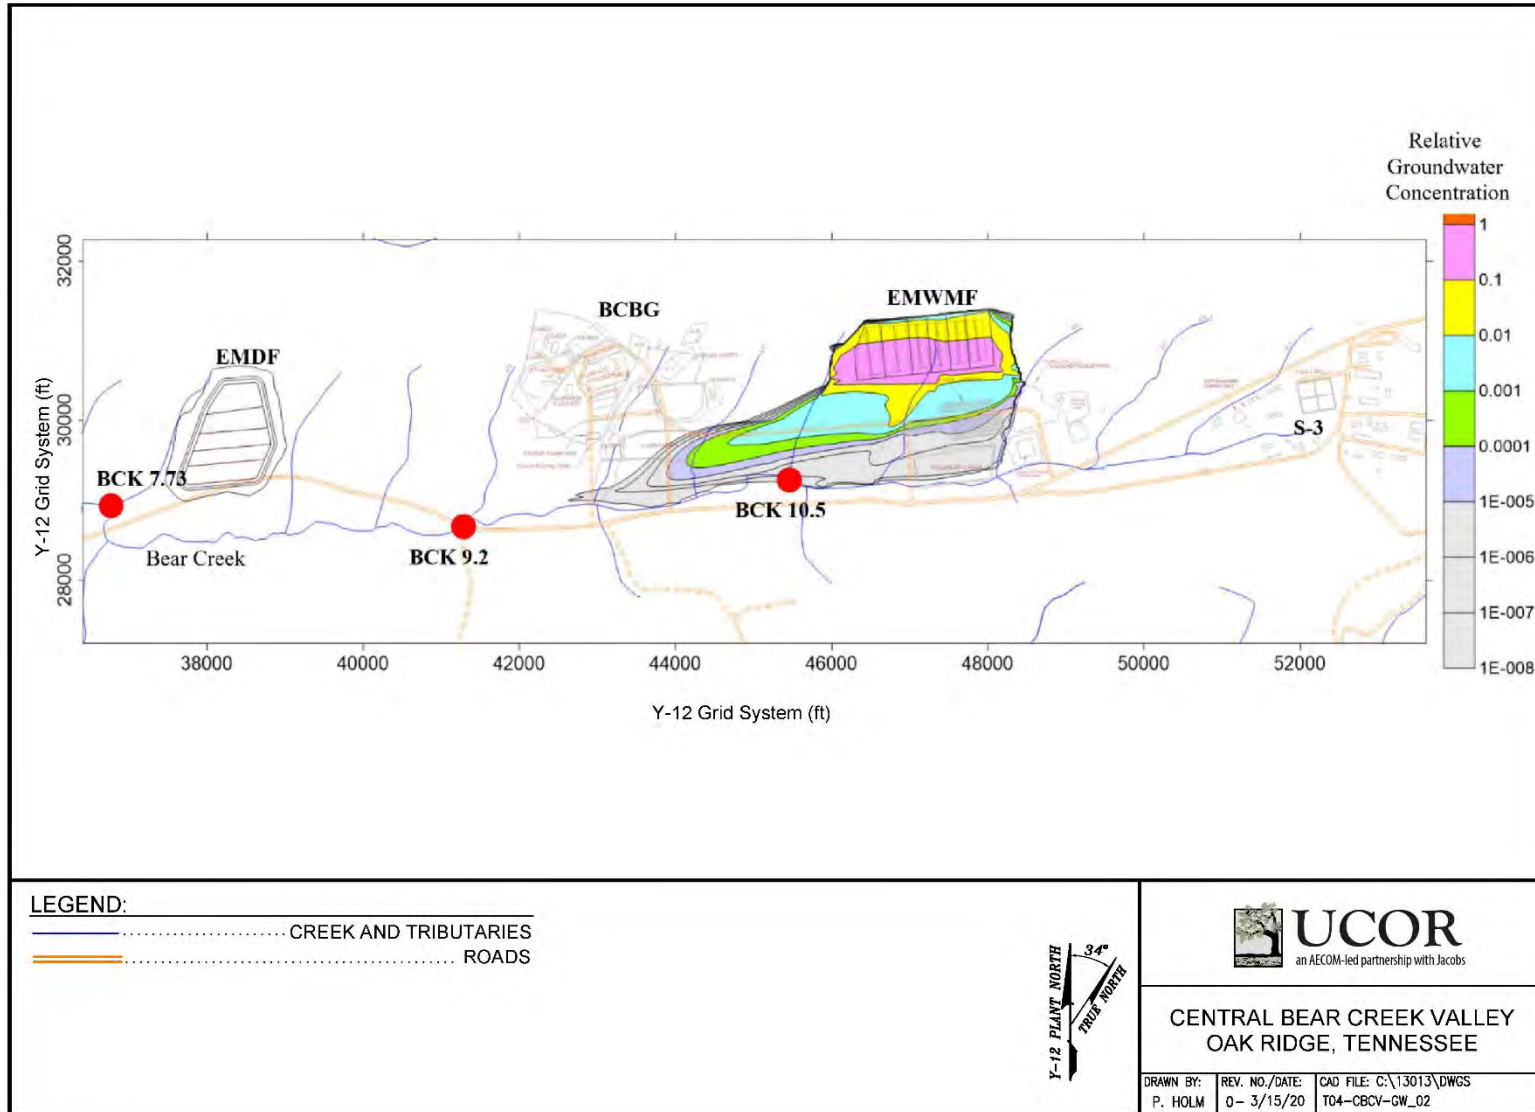 Relative
Groundwater
Concentration
1
0.1
0.01
0.001
0.0001
1E-005
1E-006
1E-007
1E-008
32000
30000
28000
Y-12 Grid System (ft)
EMDF
BCBG
EMWMF
S-3
BCK 7.73
BCK 9.2
BCK 10.5
Bear Creek
38000
40000
42000
44000
46000
48000
50000
52000
Y-12 Grid System (ft)
LEGEND:
CREEK AND TRIBUTARIES
ROADS
Y-12 PLANT NORTH
34°
TRUE NORTH
UCOR
an AECOM-led partnership with Jacobs
CENTRAL BEAR CREEK VALLEY
OAK RIDGE, TENNESSEE
DRAWN BY:
P. HOLM
REV. NO./DATE:
0- 3/15/20
CAD FILE: C:\13013\DWGS
T04-CBCV-GW_02